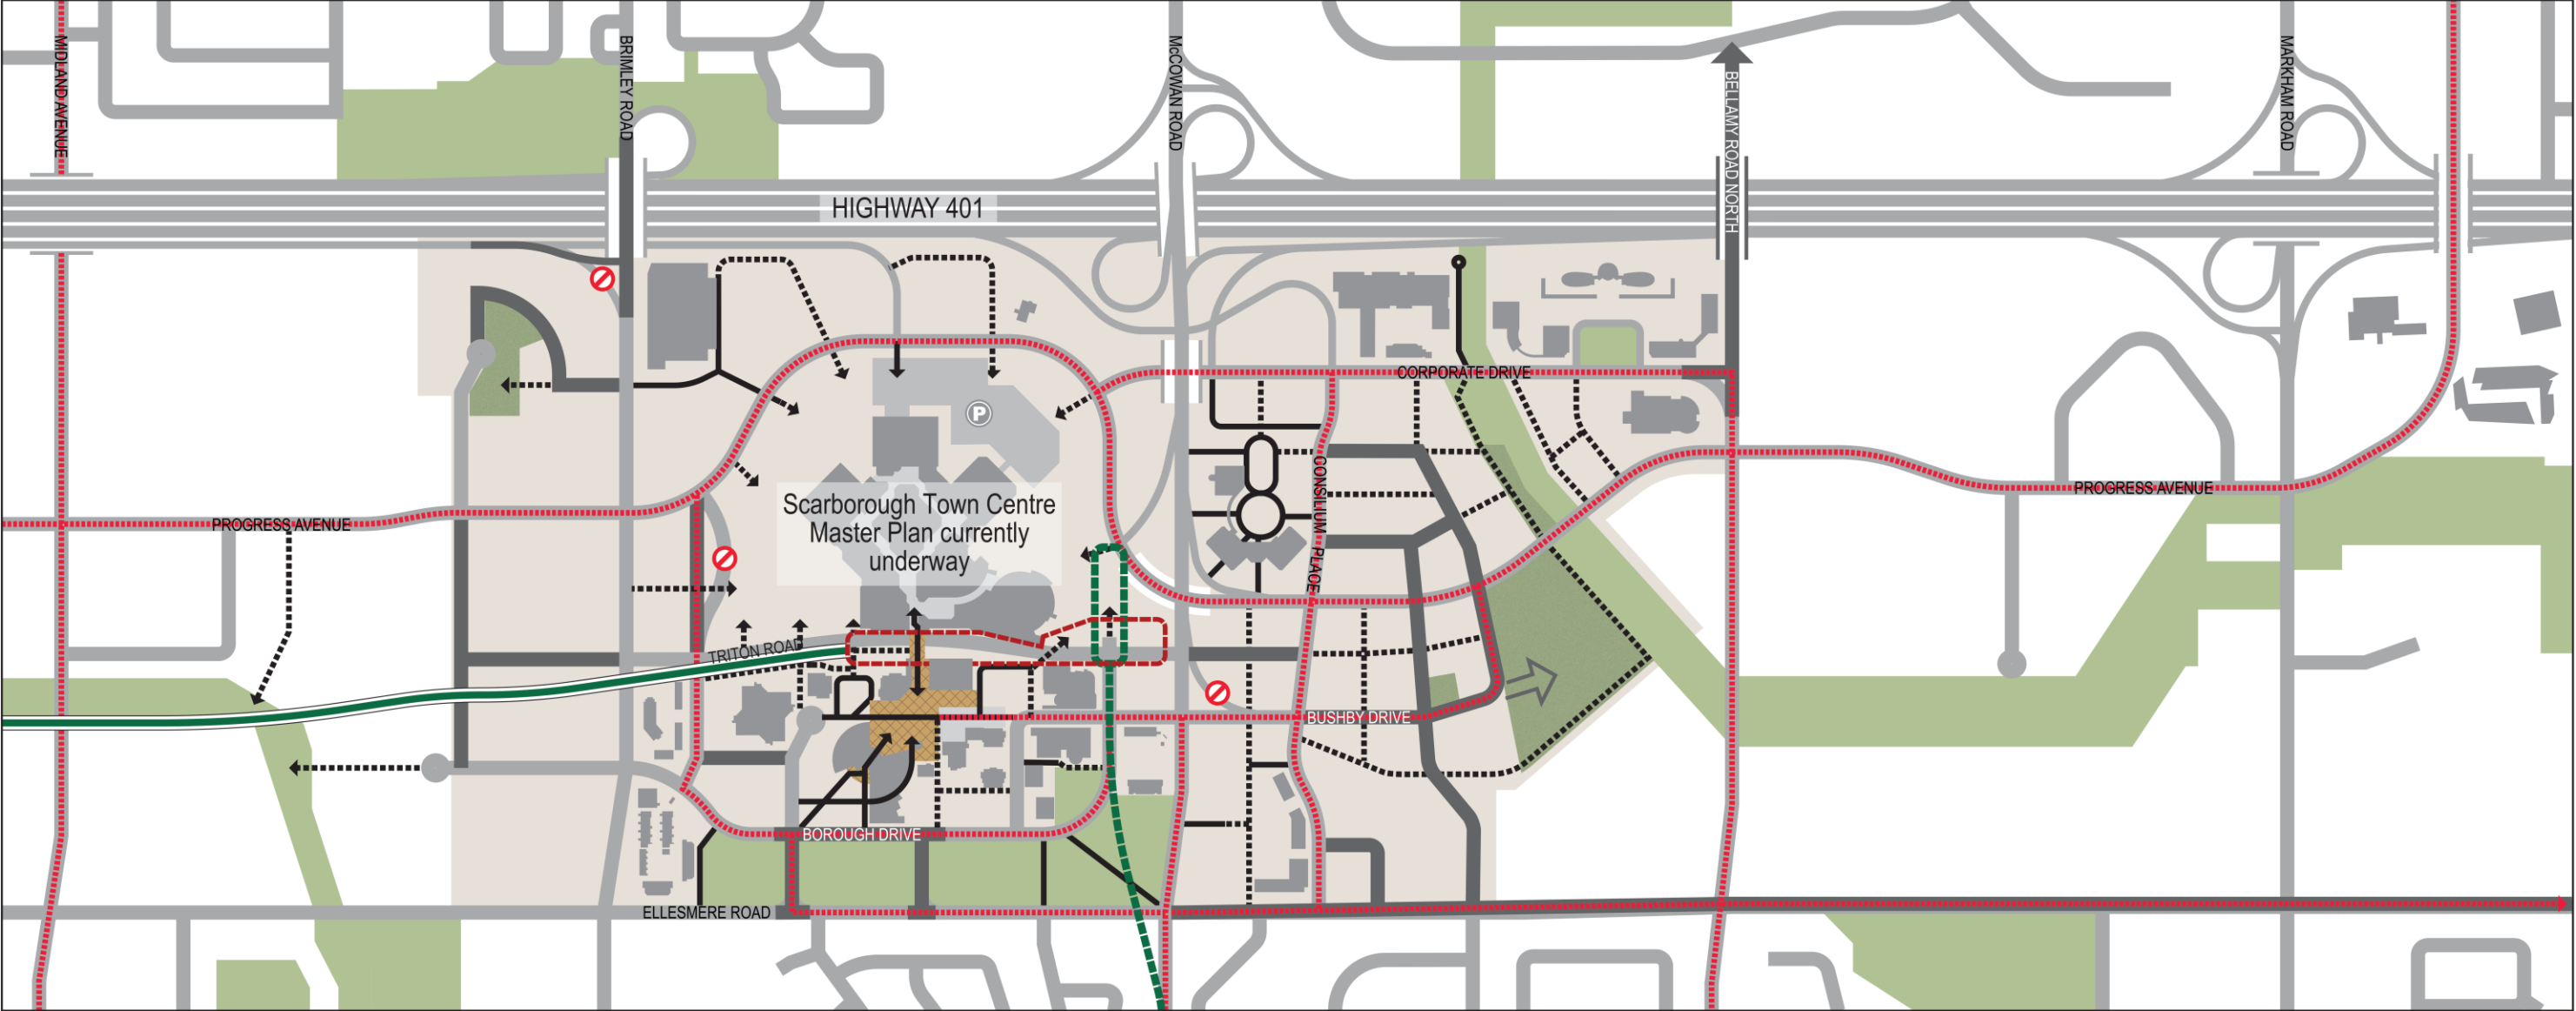 MIDLAND AVENUE
BRIMLEY ROAD
McCOWAN ROAD
BELLAMY ROAD NORTH
MARKHAM ROAD
HIGHWAY 401
CORPORATE DRIVE
P
CONSILIUM PLACE
Scarborough Town Centre
Master Plan currently
underway
PROGRESS AVENUE
PROGRESS AVENUE
TRITON ROAD
BUSHBY DRIVE
BOROUGH DRIVE
ELLESMERE ROAD